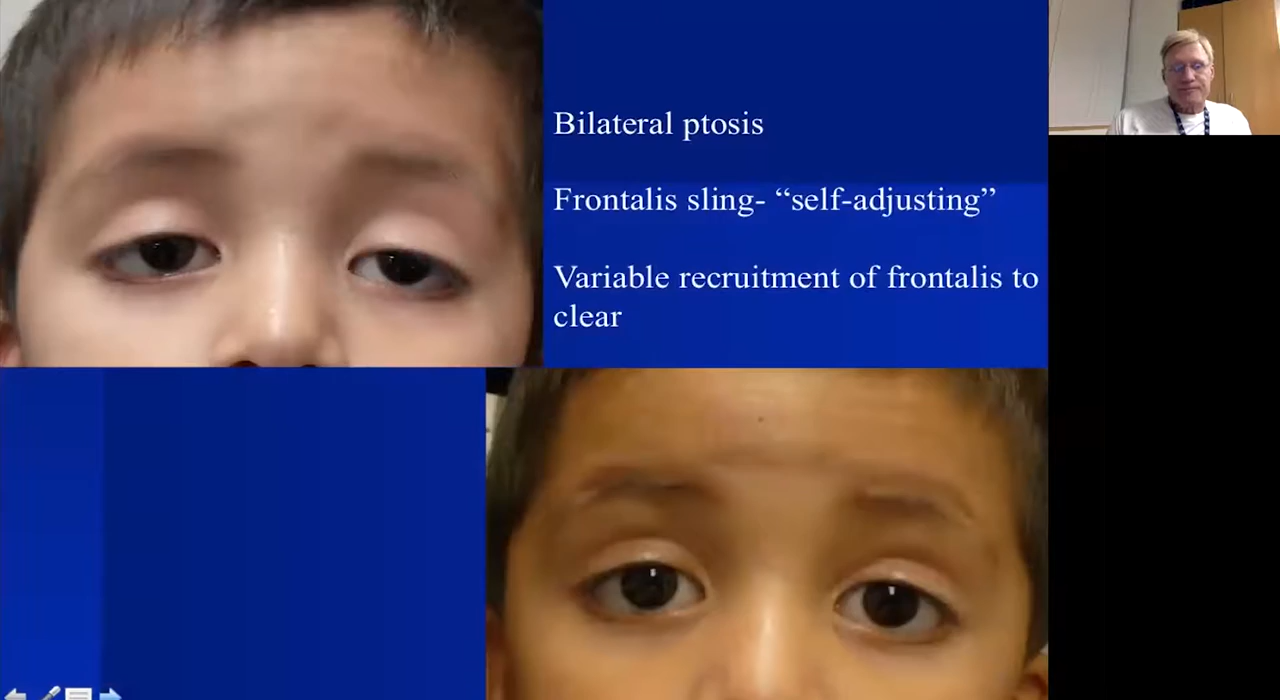 Bilateral ptosis
Frontalis sling- “self-adjusting”
Variable recruitment of frontalis to
clear